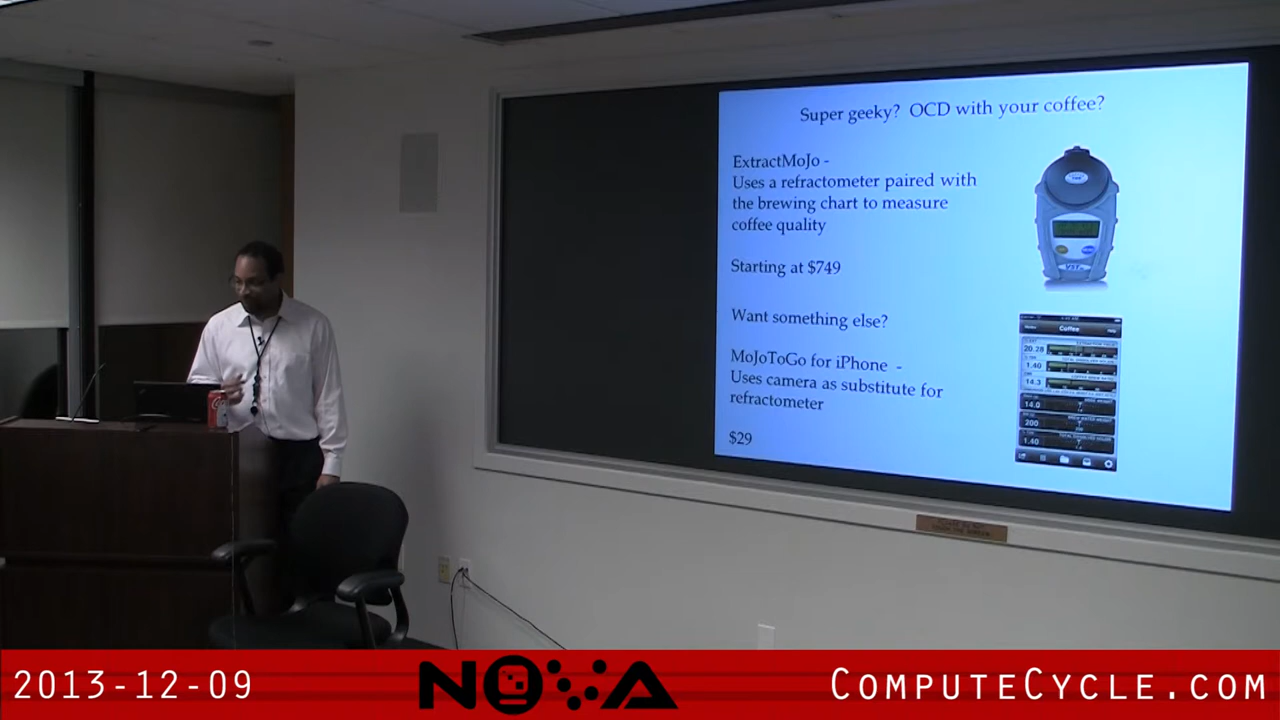 Super geeky? OCD with your coffee?
ExtractMoJo -
Uses a refractometer paired with
the brewing chart to measure
coffee quality
Starting at $749
Want something else?
MoJoToGo for iPhone -
Uses camera as substitute for
refractometer
$29
Coffee
20.28
1.40
14.3
14.0
200
1.40
2013-12-09
NOVA
COMPUTECYCLE.COM